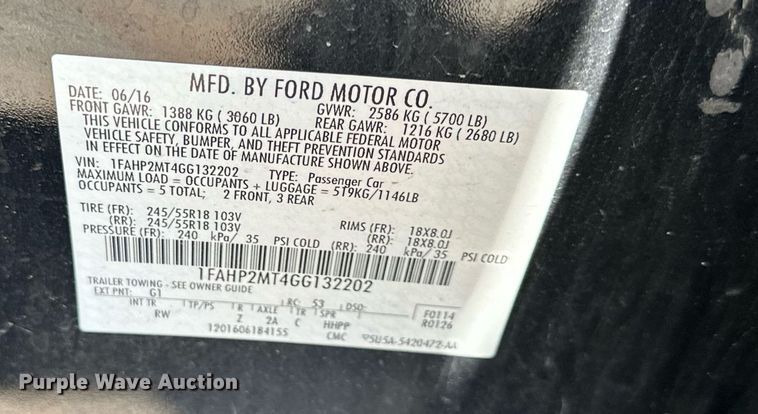 MFD. BY FORD MOTOR CO.
DATE: 06/16 GVWR: 2586 KG ( 5700 LB)
FRONT GAWR: 1388 KG ( 3060 LB) REAR GAWR: 1216 KG ( 2680 LB)
THIS VEHICLE CONFORMS TO ALL APPLICABLE FEDERAL MOTOR
VEHICLE SAFETY, BUMPER, AND THEFT PREVENTION STANDARDS
IN EFFECT ON THE DATE OF MANUFACTURE SHOWN ABOVE.
VIN: 1FAHP2MT4GG132202 TYPE: Passenger Car
MAXIMUM LOAD = OCCUPANTS + LUGGAGE = 519KG/1146LB
OCCUPANTS = 5 TOTAL; 2 FRONT, 3 REAR
TIRE (FR): 245/55R18 103V RIMS (FR): 18X8.0J
(RR): 245/55R18 103V (RR): 18X8.0J
PRESSURE (FR): 240 kPa/ 35 PSI COLD (RR): 240 kPa/ 35 PSI COLD
1FAHP2MT4GG132202
TRAILER TOWING - SEE OWNER GUIDE
EXT PNT: G1 RC: 53 DSO:
INT TR TP/PS R AXLE TR SPR F0114
RW Z 2A C HHPP R0126
1201606184155 CMC
Purple Wave Auction